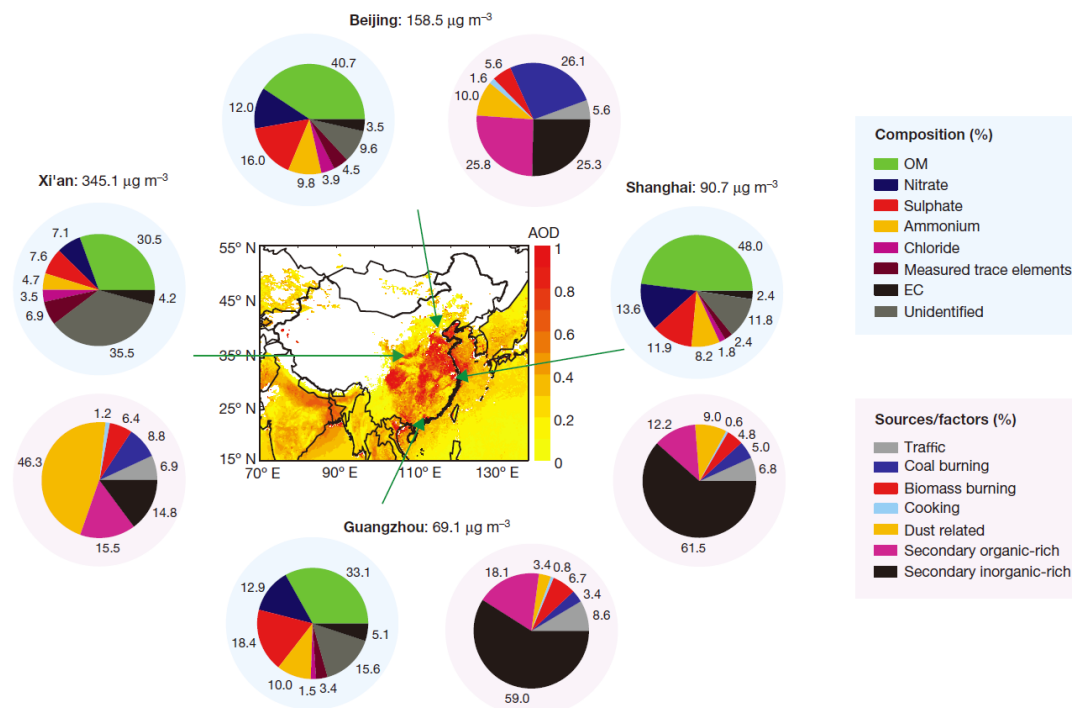 Beijing: 158.5 µg m⁻³
40.7
12.0
16.0
9.8
3.9
4.5
9.6
3.5
26.1
5.6
1.6
10.0
25.8
25.3
5.6
Xi'an: 345.1 µg m⁻³
30.5
7.1
7.6
4.7
3.5
6.9
35.5
4.2
1.2
6.4
8.8
6.9
14.8
15.5
46.3
55° N
45° N
35° N
25° N
15° N
70° E
90° E
110° E
130° E
AOD
1
0.8
0.6
0.4
0.2
0
Shanghai: 90.7 µg m⁻³
48.0
13.6
11.9
8.2
1.8
2.4
11.8
2.4
12.2
9.0
0.6
4.8
5.0
6.8
61.5
Guangzhou: 69.1 µg m⁻³
33.1
12.9
18.4
10.0
1.5
3.4
15.6
5.1
18.1
3.4
0.8
6.7
3.4
8.6
59.0
Composition (%)
OM
Nitrate
Sulphate
Ammonium
Chloride
Measured trace elements
EC
Unidentified
Sources/factors (%)
Traffic
Coal burning
Biomass burning
Cooking
Dust related
Secondary organic-rich
Secondary inorganic-rich